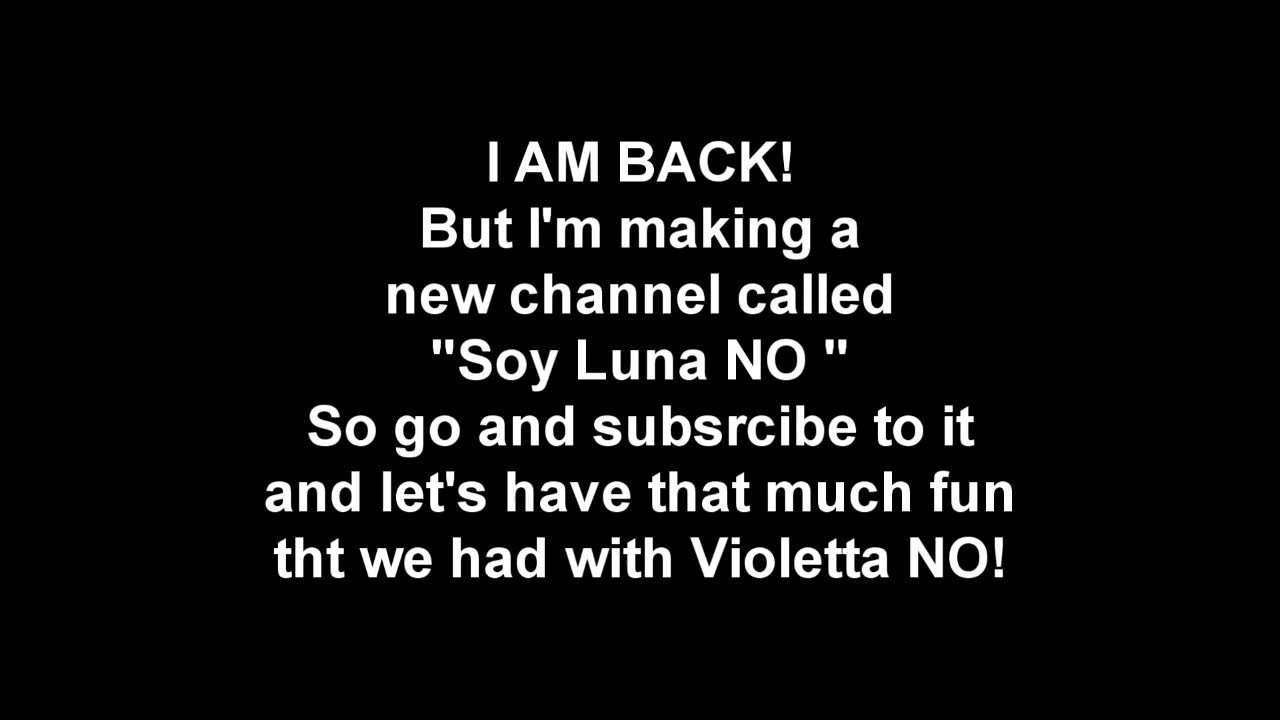 I AM BACK!
But I'm making a
new channel called
"Soy Luna NO "
So go and subsrcibe to it
and let's have that much fun
tht we had with Violetta NO!